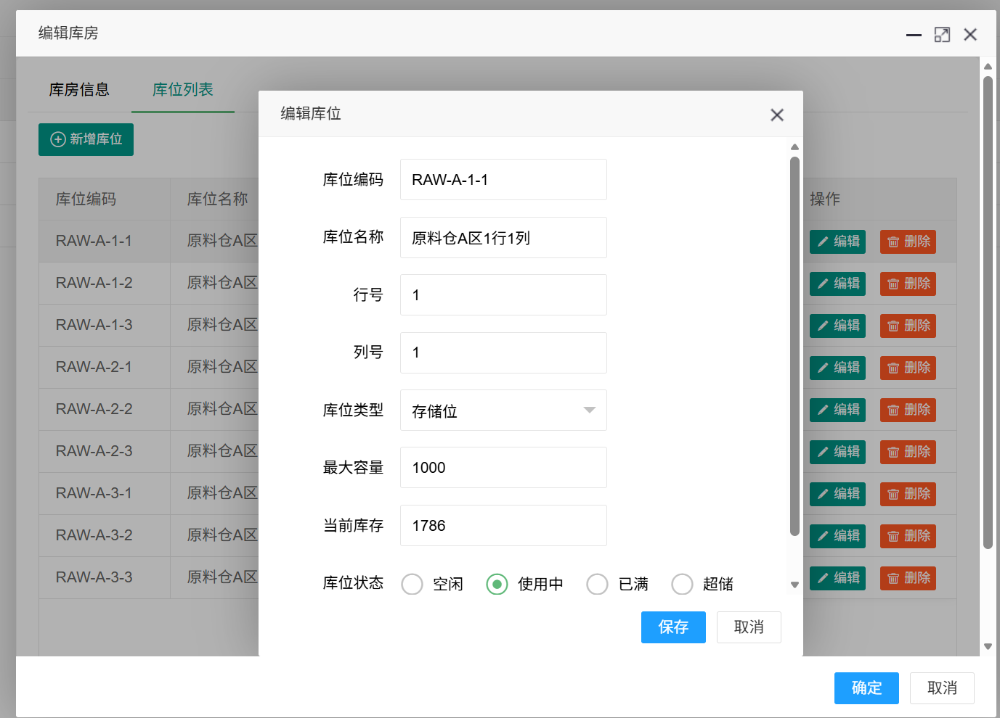 编辑库房
库房信息
库位列表
新增库位
库位编码 库位名称 操作
RAW-A-1-1 原料仓A区 编辑 删除
RAW-A-1-2 原料仓A区 编辑 删除
RAW-A-1-3 原料仓A区 编辑 删除
RAW-A-2-1 原料仓A区 编辑 删除
RAW-A-2-2 原料仓A区 编辑 删除
RAW-A-2-3 原料仓A区 编辑 删除
RAW-A-3-1 原料仓A区 编辑 删除
RAW-A-3-2 原料仓A区 编辑 删除
RAW-A-3-3 原料仓A区 编辑 删除
编辑库位
库位编码 RAW-A-1-1
库位名称 原料仓A区1行1列
行号 1
列号 1
库位类型 存储位
最大容量 1000
当前库存 1786
库位状态 空闲 使用中 已满 超储
保存 取消
确定 取消